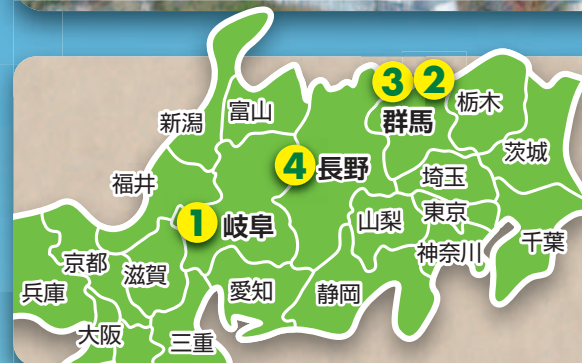 3 2
栃木
富山
新潟
群馬
茨城
4 長野
埼玉
福井
1 岐阜
山梨
東京
神奈川
千葉
京都
滋賀
兵庫
愛知
静岡
大阪
三重